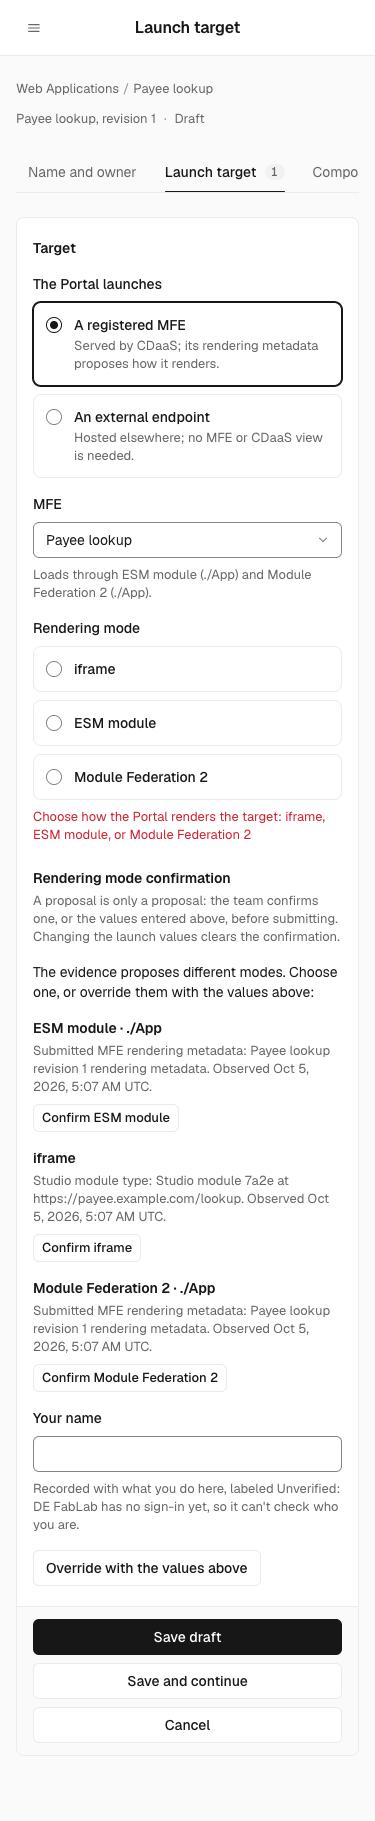 Launch target
Web Applications / Payee lookup
Payee lookup, revision 1 · Draft
Name and owner
Launch target 1
Compo
Target
The Portal launches
A registered MFE
Served by CDaaS; its rendering metadata
proposes how it renders.
An external endpoint
Hosted elsewhere; no MFE or CDaaS view
is needed.
MFE
Payee lookup
Loads through ESM module (./App) and Module
Federation 2 (./App).
Rendering mode
iframe
ESM module
Module Federation 2
Choose how the Portal renders the target: iframe,
ESM module, or Module Federation 2
Rendering mode confirmation
A proposal is only a proposal: the team confirms
one, or the values entered above, before submitting.
Changing the launch values clears the confirmation.
The evidence proposes different modes. Choose
one, or override them with the values above:
ESM module · ./App
Submitted MFE rendering metadata: Payee lookup
revision 1 rendering metadata. Observed Oct 5,
2026, 5:07 AM UTC.
Confirm ESM module
iframe
Studio module type: Studio module 7a2e at
https://payee.example.com/lookup. Observed Oct
5, 2026, 5:07 AM UTC.
Confirm iframe
Module Federation 2 · ./App
Submitted MFE rendering metadata: Payee lookup
revision 1 rendering metadata. Observed Oct 5,
2026, 5:07 AM UTC.
Confirm Module Federation 2
Your name
Recorded with what you do here, labeled Unverified:
DE FabLab has no sign-in yet, so it can't check who
you are.
Override with the values above
Save draft
Save and continue
Cancel